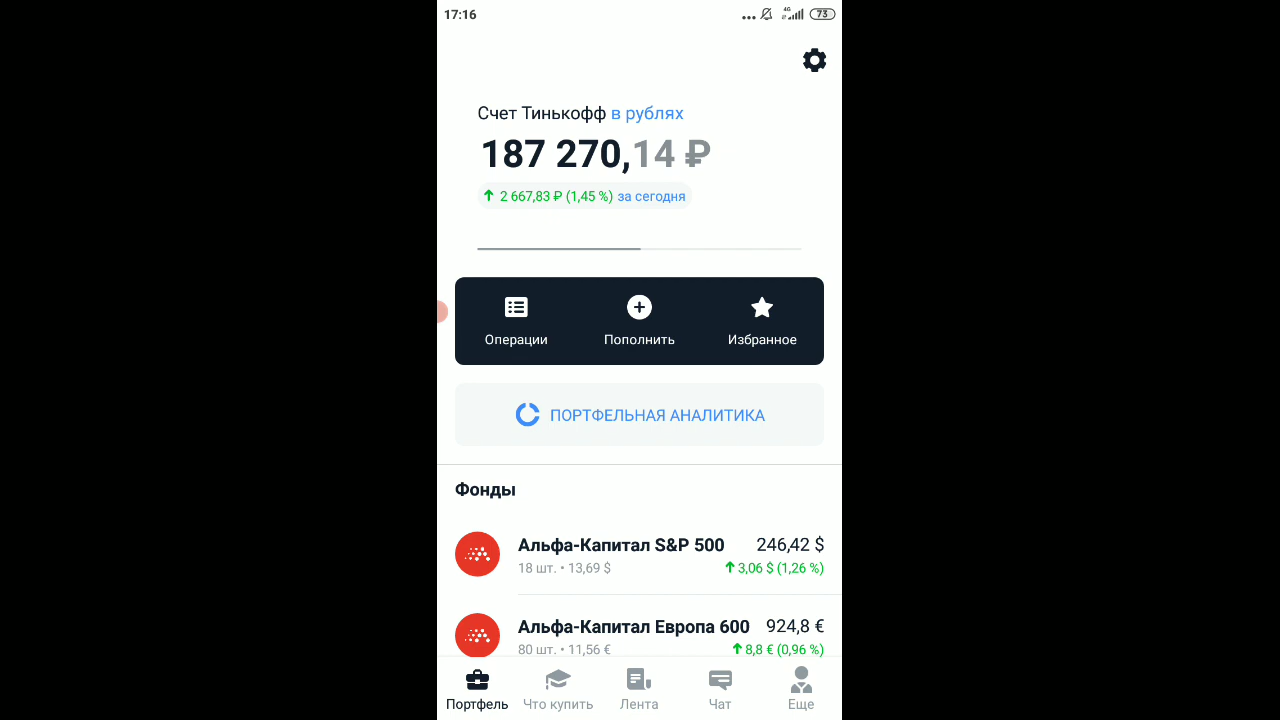 17:16
4G
73
Счет Тинькофф в рублях
187 270,14 ₽
2 667,83 ₽ (1,45 %) за сегодня
Операции Пополнить Избранное
ПОРТФЕЛЬНАЯ АНАЛИТИКА
Фонды
Альфа-Капитал S&P 500 246,42 $
18 шт. • 13,69 $ 3,06 $ (1,26 %)
Альфа-Капитал Европа 600 924,8 €
80 шт. • 11,56 € 8,8 € (0,96 %)
Портфель Что купить Лента Чат Еще